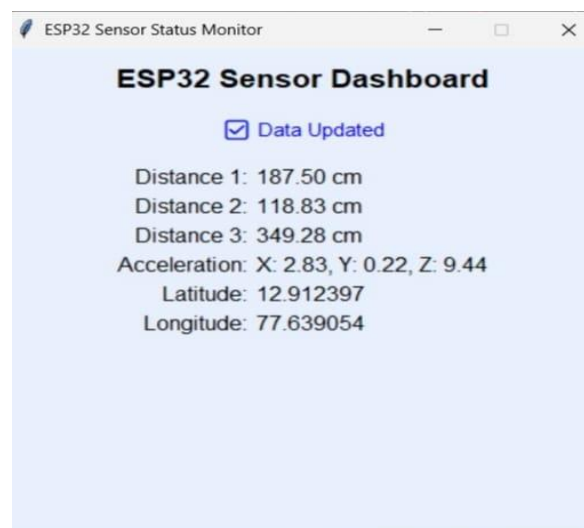 ESP32 Sensor Status Monitor
ESP32 Sensor Dashboard
Data Updated
Distance 1: 187.50 cm
Distance 2: 118.83 cm
Distance 3: 349.28 cm
Acceleration: X: 2.83, Y: 0.22, Z: 9.44
Latitude: 12.912397
Longitude: 77.639054